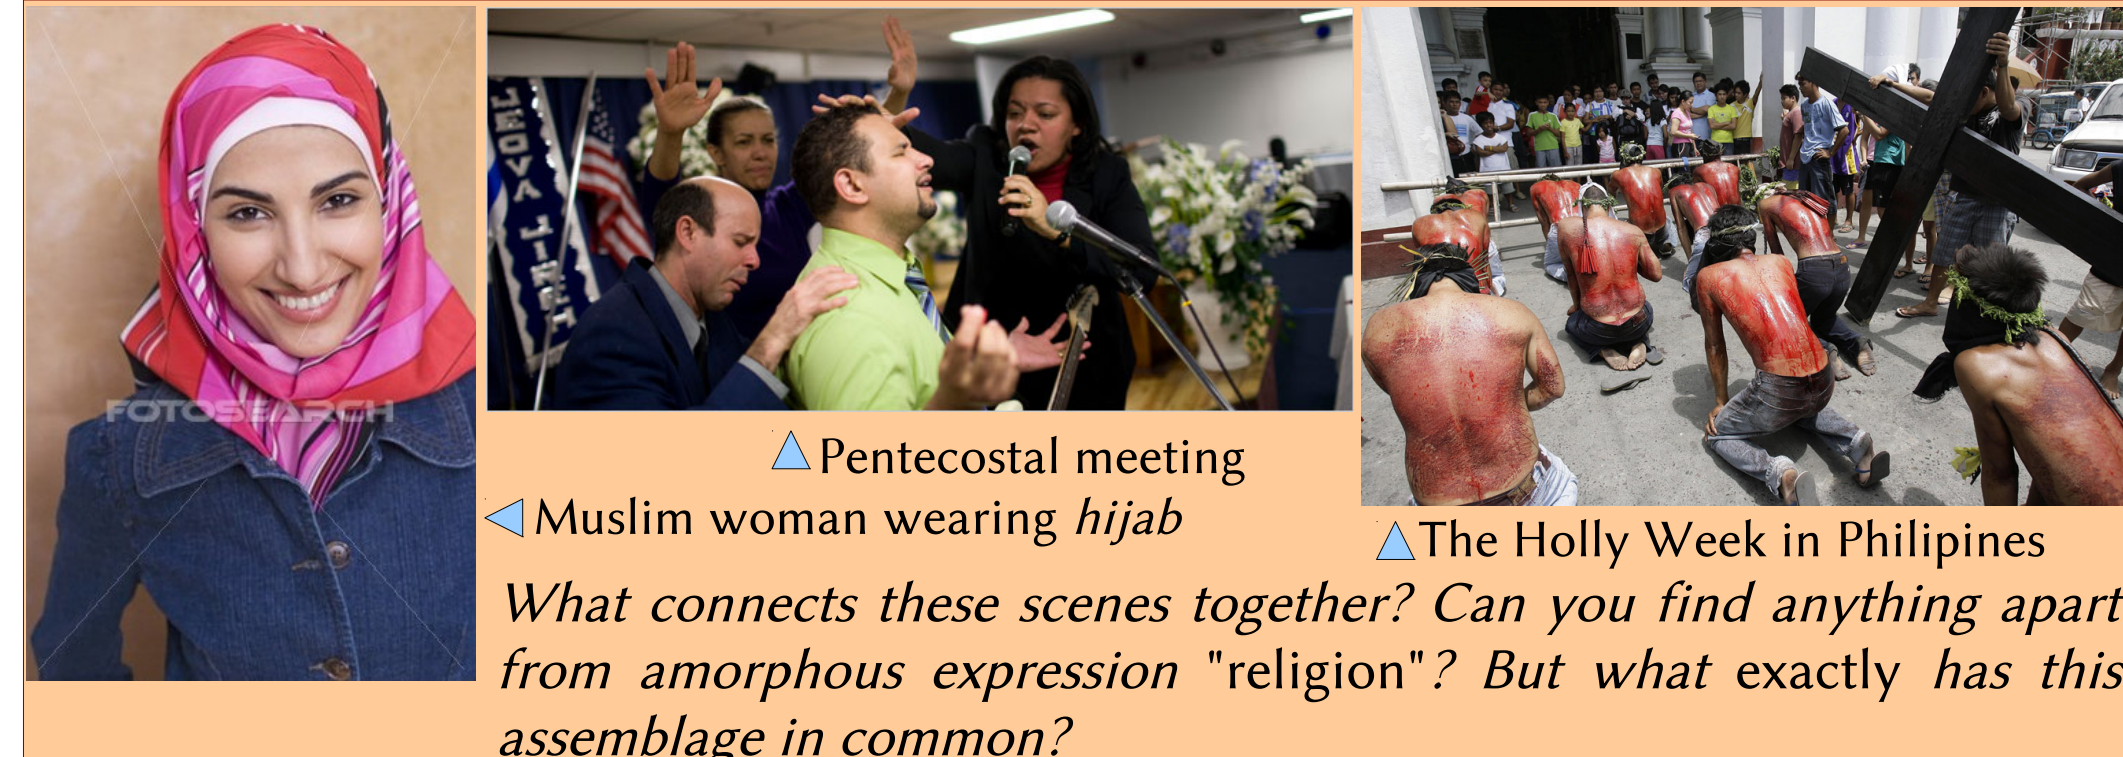 JEOVA JIREH
FOTOSEARCH
Pentecostal meeting
Muslim woman wearing hijab
The Holly Week in Philipines
What connects these scenes together? Can you find anything apart
from amorphous expression "religion"? But what exactly has this
assemblage in common?